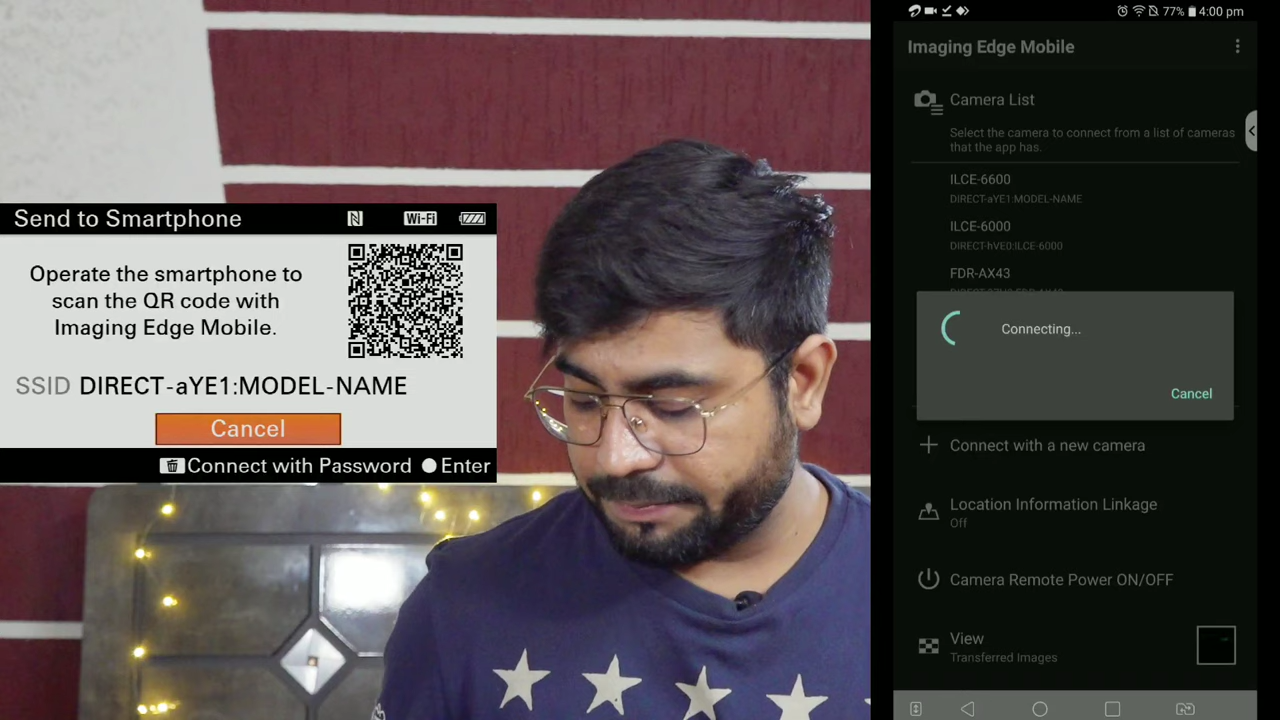 Send to Smartphone
Wi-Fi
Operate the smartphone to
scan the QR code with
Imaging Edge Mobile.
SSID DIRECT-aYE1:MODEL-NAME
Cancel
Connect with Password
Enter
77%
4:00 pm
Imaging Edge Mobile
Camera List
Select the camera to connect from a list of cameras
that the app has.
ILCE-6600
DIRECT-aYE1:MODEL-NAME
ILCE-6000
DIRECT-hVE0:ILCE-6000
FDR-AX43
Connecting...
Cancel
Connect with a new camera
Location Information Linkage
Off
Camera Remote Power ON/OFF
View
Transferred Images